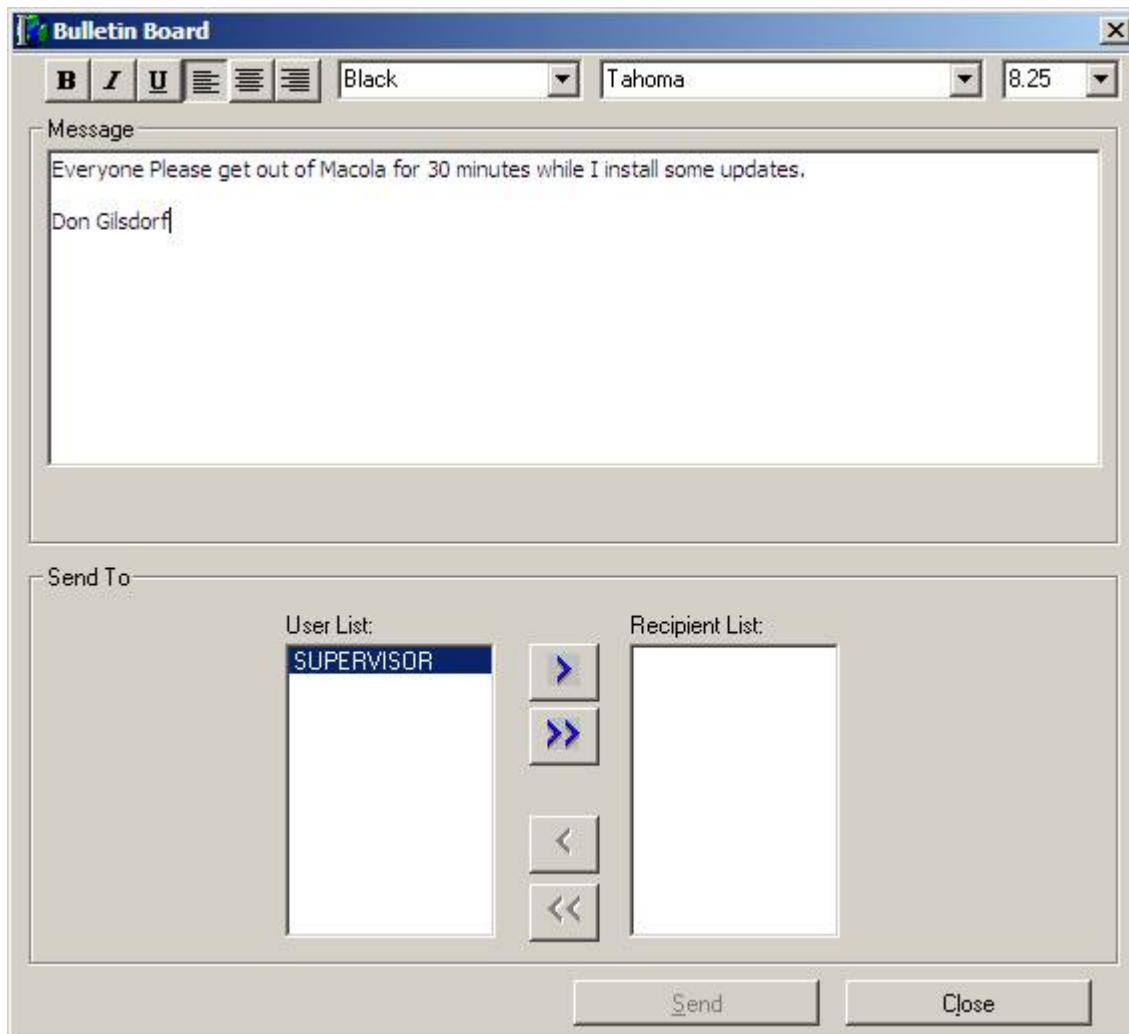 Bulletin Board
B I U Black Tahoma 8.25
Message
Everyone Please get out of Macola for 30 minutes while I install some updates.
Don Gilsdorf
Send To
User List: Recipient List:
SUPERVISOR
>
>>
<
<<
Send Close